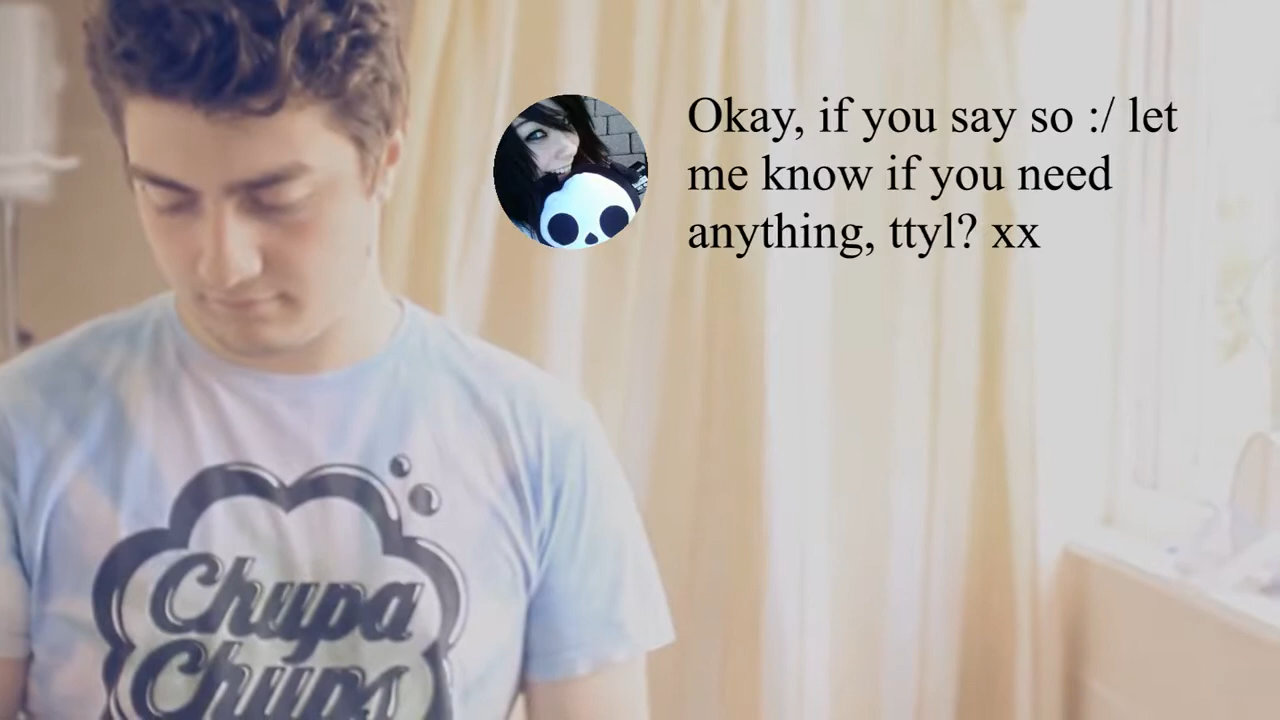 Okay, if you say so :/ let
me know if you need
anything, ttyl? xx
Chupa
Chups